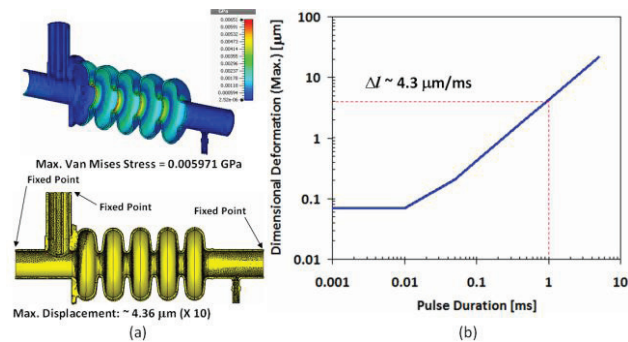 GPa
Max. Van Mises Stress = 0.005971 GPa
Fixed Point
Fixed Point
Fixed Point
Max. Displacement: ~ 4.36 μm (X 10)
(a)
Dimensional Deformation (Max.) [μm]
100
10
1
0.1
0.01
Δl ~ 4.3 μm/ms
0.001
0.01
0.1
1
10
Pulse Duration [ms]
(b)